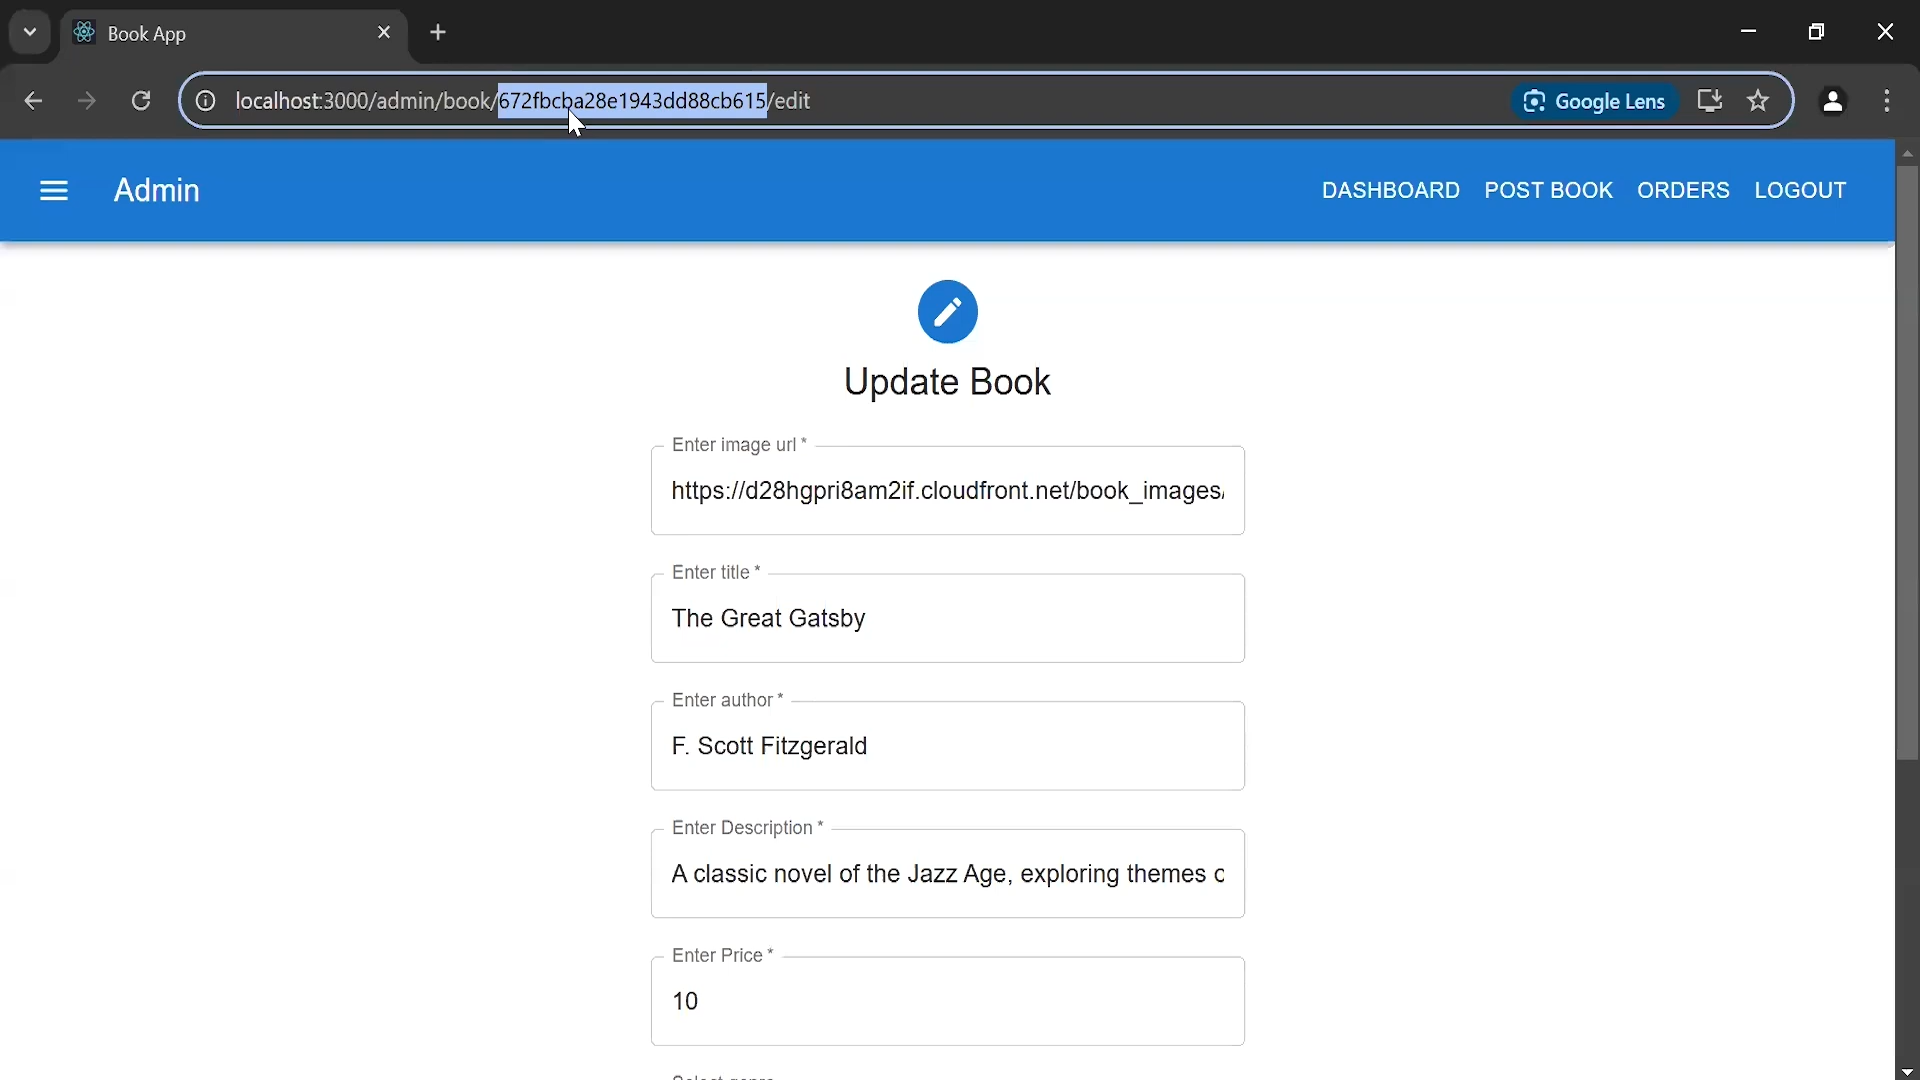 Book App
localhost:3000/admin/book/672fbcba28e1943dd88cb615/edit
Google Lens
Admin
DASHBOARD POST BOOK ORDERS LOGOUT
Update Book
Enter image url *
https://d28hgpri8am2if.cloudfront.net/book_images/
Enter title *
The Great Gatsby
Enter author *
F. Scott Fitzgerald
Enter Description *
A classic novel of the Jazz Age, exploring themes
Enter Price *
10